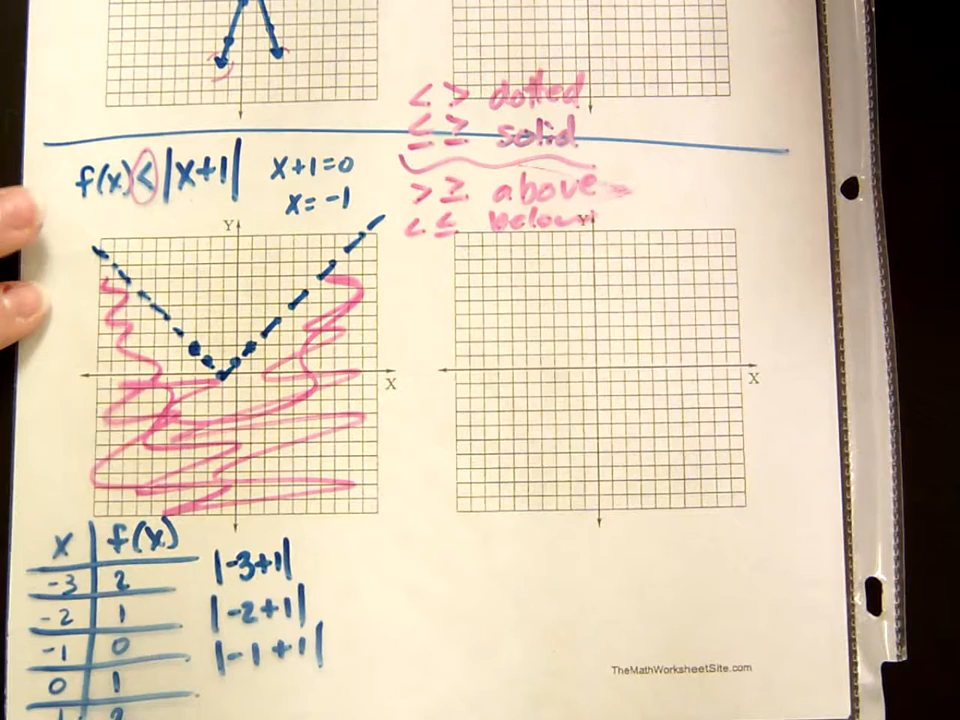 < > dotted
≤ ≥ solid
> ≥ above
< ≤ below
f(x) < |x+1|
x+1=0
x = -1
Y
X
Y
X
x f(x)
-3 2
-2 1
-1 0
0 1
|-3+1|
|-2+1|
|-1+1|
TheMathWorksheetSite.com